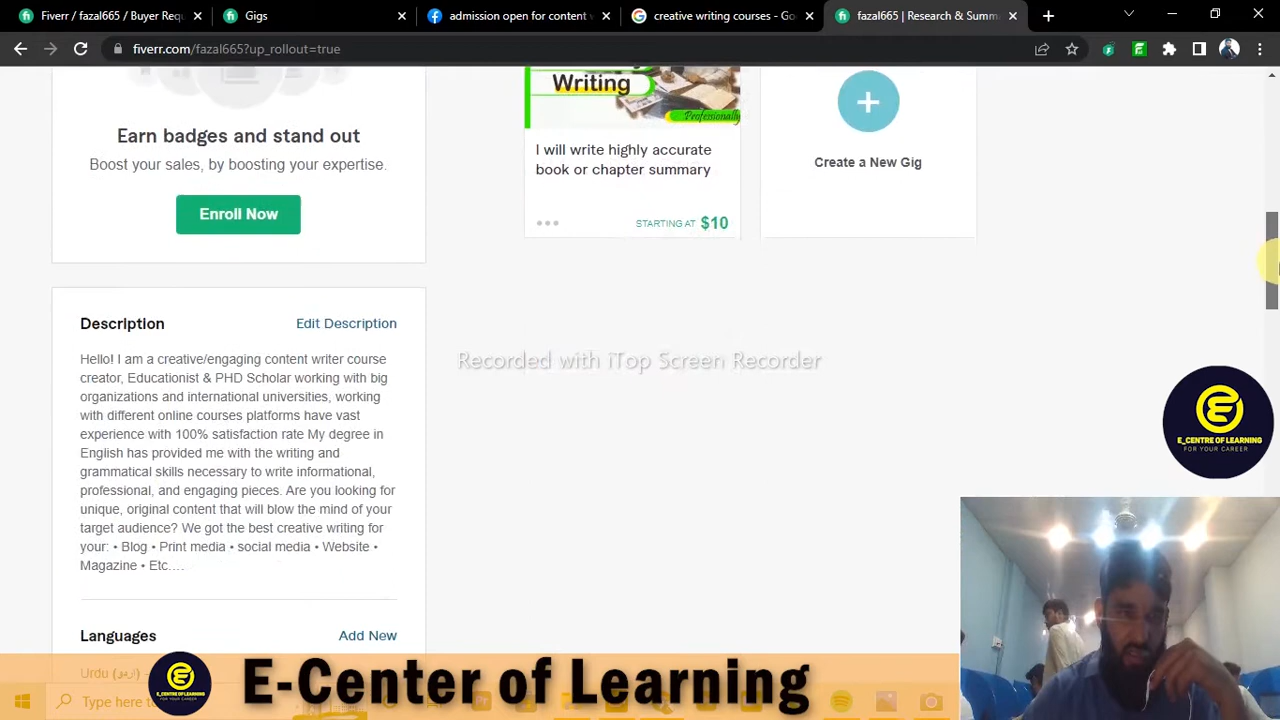 Fiverr / fazal665 / Buyer Req
Gigs
admission open for content
creative writing courses - Go
fazal665 | Research & Summ
fiverr.com/fazal665?up_rollout=true
Earn badges and stand out
Boost your sales, by boosting your expertise.
Enroll Now
Writing
Professionally
I will write highly accurate
book or chapter summary
STARTING AT $10
Create a New Gig
Description
Edit Description
Hello! I am a creative/engaging content writer course
creator, Educationist & PHD Scholar working with big
organizations and international universities, working
with different online courses platforms have vast
experience with 100% satisfaction rate My degree in
English has provided me with the writing and
grammatical skills necessary to write informational,
professional, and engaging pieces. Are you looking for
unique, original content that will blow the mind of your
target audience? We got the best creative writing for
your: • Blog • Print media • social media • Website •
Magazine • Etc....
Languages
Add New
Urdu (اردو) -
Recorded with iTop Screen Recorder
E_CENTRE OF LEARNING
FOR YOUR CAREER
E-Center of Learning
Type here to